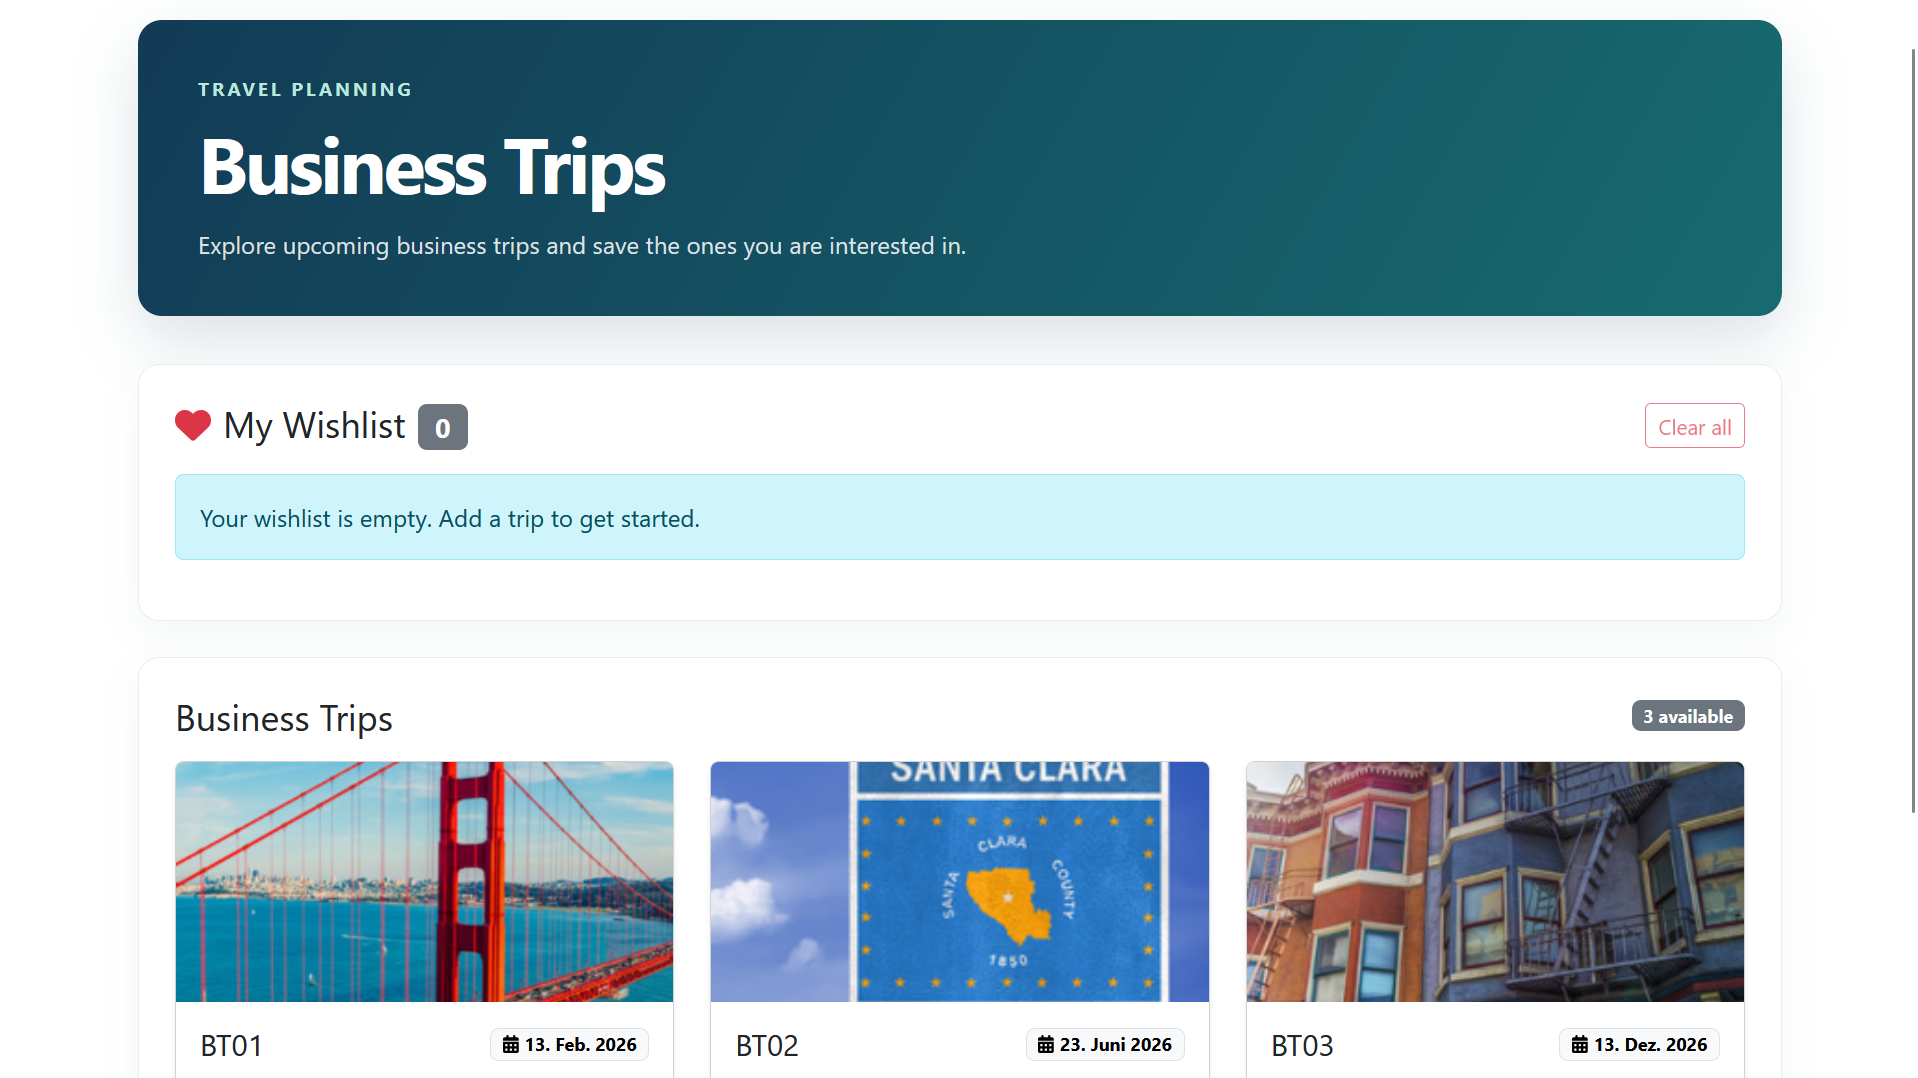 TRAVEL PLANNING
Business Trips
Explore upcoming business trips and save the ones you are interested in.
My Wishlist 0
Clear all
Your wishlist is empty. Add a trip to get started.
Business Trips
3 available
SANTA CLARA
SANTA CLARA COUNTY
1850
BT01
13. Feb. 2026
BT02
23. Juni 2026
BT03
13. Dez. 2026